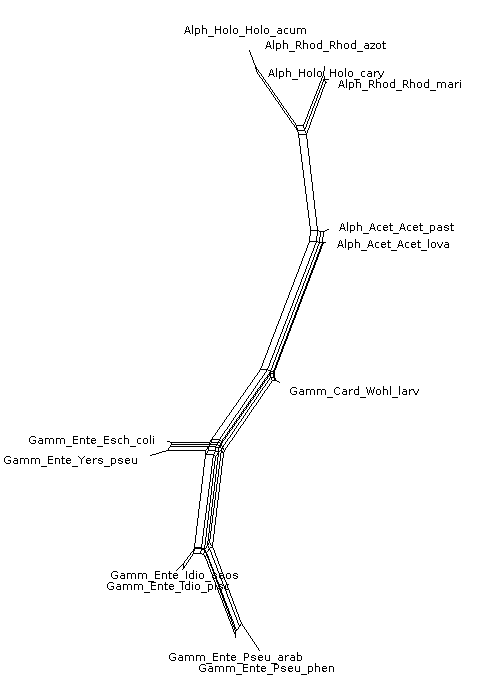 Alph_Holo_Holo_acum
Alph_Rhod_Rhod_azot
Alph_Holo_Holo_cary
Alph_Rhod_Rhod_mari
Alph_Acet_Acet_past
Alph_Acet_Acet_lova
Gamm_Card_Wohl_larv
Gamm_Ente_Esch_coli
Gamm_Ente_Yers_pseu
Gamm_Ente_Pseu_arab
Gamm_Ente_Pseu_phen